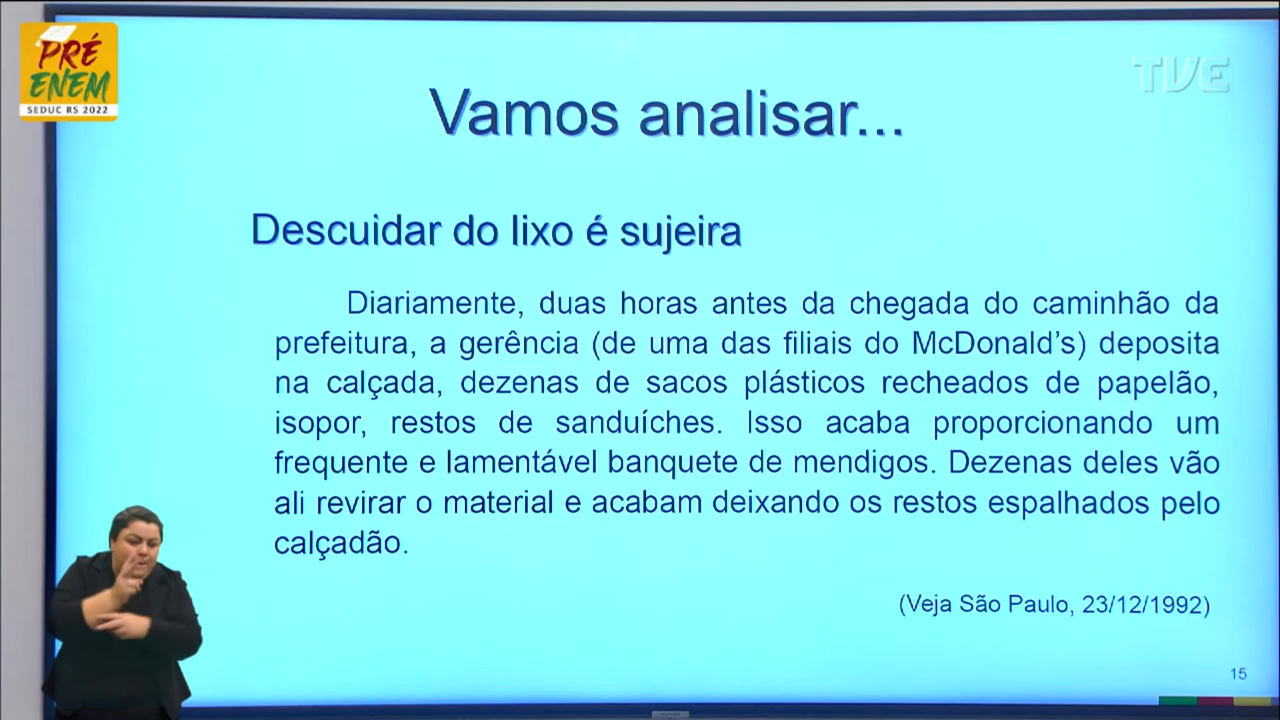 PRÉ
ENEM
SEDUC RS 2022
TVE
Vamos analisar...
Descuidar do lixo é sujeira
Diariamente, duas horas antes da chegada do caminhão da
prefeitura, a gerência (de uma das filiais do McDonald's) deposita
na calçada, dezenas de sacos plásticos recheados de papelão,
isopor, restos de sanduíches. Isso acaba proporcionando um
frequente e lamentável banquete de mendigos. Dezenas deles vão
ali revirar o material e acabam deixando os restos espalhados pelo
calçadão.
(Veja São Paulo, 23/12/1992)
15